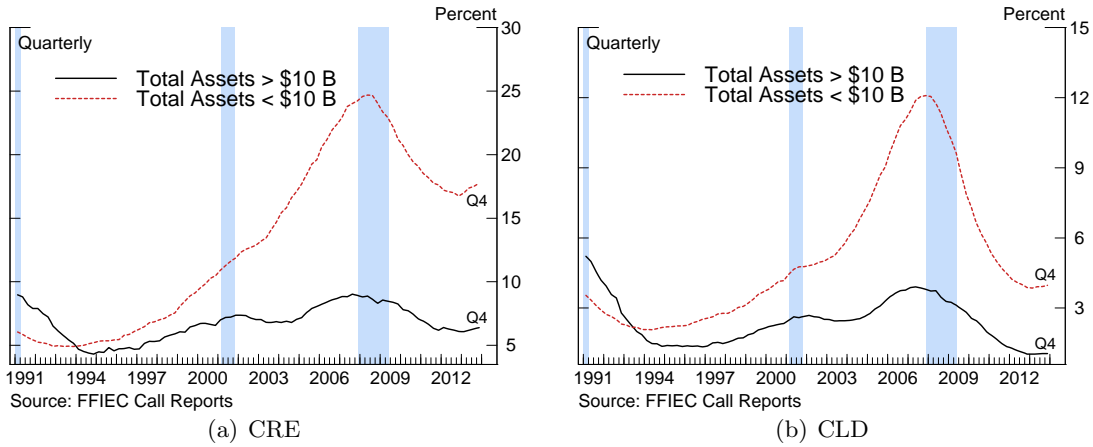 Percent
30
Quarterly
Total Assets > $10 B
Total Assets < $10 B
25
20
15
10
5
Q4
Q4
1991 1994 1997 2000 2003 2006 2009 2012
Source: FFIEC Call Reports
(a) CRE
Percent
15
Quarterly
Total Assets > $10 B
Total Assets < $10 B
12
9
6
3
Q4
Q4
1991 1994 1997 2000 2003 2006 2009 2012
Source: FFIEC Call Reports
(b) CLD